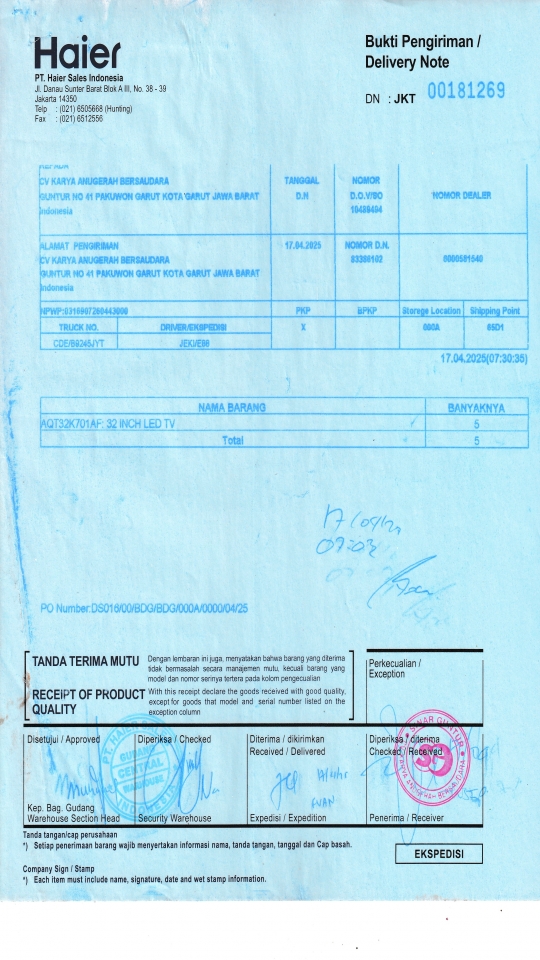 Haier
PT. Haier Sales Indonesia
Jl. Danau Sunter Barat Blok A III, No. 38 - 39
Jakarta 14350
Telp : (021) 6505668 (Hunting)
Fax : (021) 6512556
Bukti Pengiriman /
Delivery Note
DN : JKT 00181269
CV KARYA ANUGERAH BERSAUDARA
GUNTUR NO 41 PAKUWON GARUT KOTA GARUT JAWA BARAT
Indonesia
TANGGAL
D.N
NOMOR
D.O.V/SO
NOMOR DEALER
ALAMAT PENGIRIMAN
CV KARYA ANUGERAH BERSAUDARA
GUNTUR NO 41 PAKUWON GARUT KOTA GARUT JAWA BARAT
Indonesia
17.04.2025
NOMOR D.N.
PKP BPKP Storage Location Shipping Point
TRUCK NO. DRIVER/EKSPEDISI X 000A
17.04.2025(07:30:35)
NAMA BARANG BANYAKNYA
AQT32K701AF: 32 INCH LED TV 5
Total 5
PO Number:DS016/00/BDG/BDG/000A/0000/04/25
TANDA TERIMA MUTU
Dengan lembaran ini juga, menyatakan bahwa barang yang diterima
tidak bermasalah secara manajemen mutu, kecuali barang yang
model dan nomor serinya tertera pada kolom pengecualian
RECEIPT OF PRODUCT
QUALITY
With this receipt declare the goods received with good quality,
except for goods that model and serial number listed on the
exception column
Perkecualian /
Exception
Disetujui / Approved
Diperiksa / Checked
Diterima / dikirimkan
Received / Delivered
Diperiksa / diterima
Checked / Received
CENTRAL
WAREHOUSE
SINAR GUNTUR
Kep. Bag. Gudang
Warehouse Section Head
Security Warehouse
Expedisi / Expedition
Penerima / Receiver
Tanda tangan/cap perusahaan
*) Setiap penerimaan barang wajib menyertakan informasi nama, tanda tangan, tanggal dan Cap basah.
EKSPEDISI
Company Sign / Stamp
*) Each item must include name, signature, date and wet stamp information.